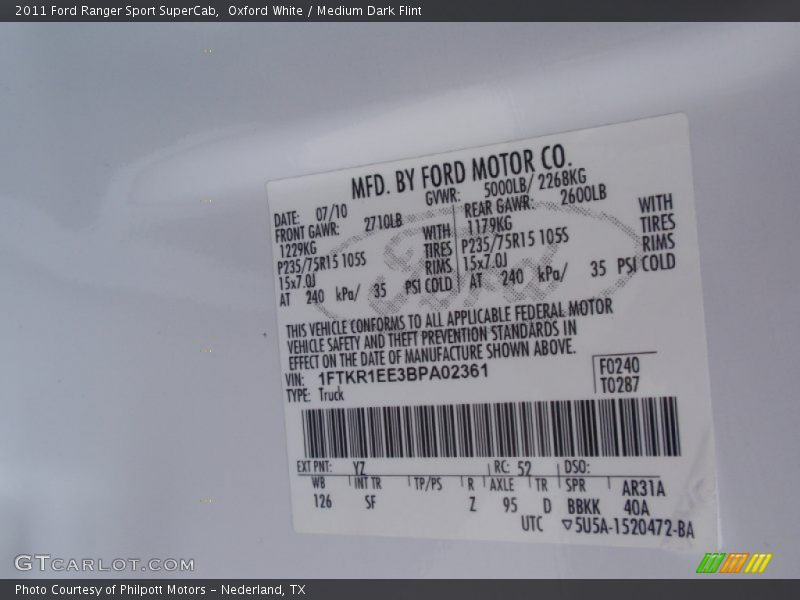 2011 Ford Ranger Sport SuperCab,  Oxford White / Medium Dark Flint
MFD. BY FORD MOTOR CO.
DATE: 07/10 GVWR: 5000LB/ 2268KG
FRONT GAWR: 2710LB REAR GAWR: 2600LB
1229KG WITH 1179KG WITH
P235/75R15 105S TIRES P235/75R15 105S TIRES
15x7.0J RIMS 15x7.0J RIMS
AT 240 kPa/ 35 PSI COLD AT 240 kPa/ 35 PSI COLD
THIS VEHICLE CONFORMS TO ALL APPLICABLE FEDERAL MOTOR
VEHICLE SAFETY AND THEFT PREVENTION STANDARDS IN
EFFECT ON THE DATE OF MANUFACTURE SHOWN ABOVE.
VIN: 1FTKR1EE3BPA02361 F0240
TYPE: Truck T0287
EXT PNT: YZ RC: 52 DSO:
WB INT TR TP/PS R AXLE TR SPR AR31A
126 SF Z 95 D BBKK 40A
UTC ▽5U5A-1520472-BA
Ford
GTCARLOT.COM
Photo Courtesy of Philpott Motors - Nederland, TX